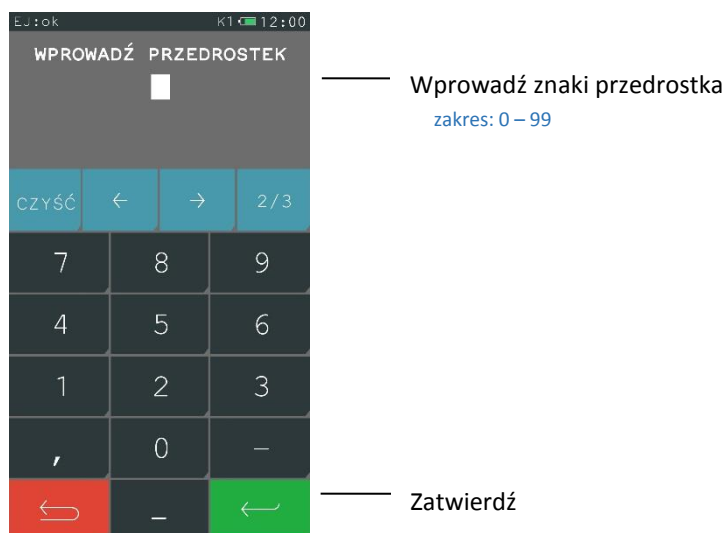 EJ:ok K1 12:00
WPROWADŹ PRZEDROSTEK
Wprowadź znaki przedrostka
zakres: 0 – 99
CZYŚĆ ← → 2/3
7 8 9
4 5 6
1 2 3
, 0 –
_
Zatwierdź